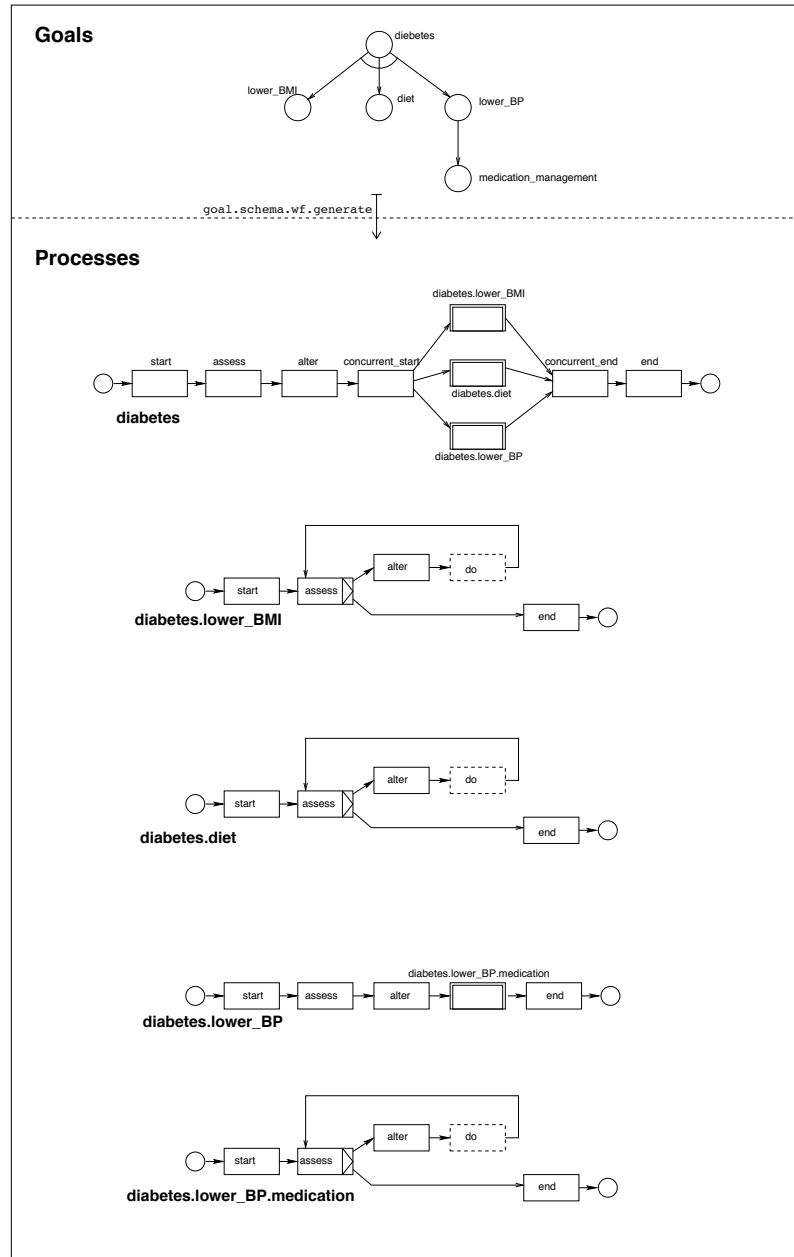 Goals
diebetes
lower_BMI
diet
lower_BP
medication_management
goal.schema.wf.generate
Processes
diabetes.lower_BMI
start assess alter concurrent_start concurrent_end end
diabetes.diet
diabetes
diabetes.lower_BP
alter do
start assess
end
diabetes.lower_BMI
alter do
start assess
end
diabetes.diet
diabetes.lower_BP.medication
start assess alter end
diabetes.lower_BP
alter do
start assess
end
diabetes.lower_BP.medication